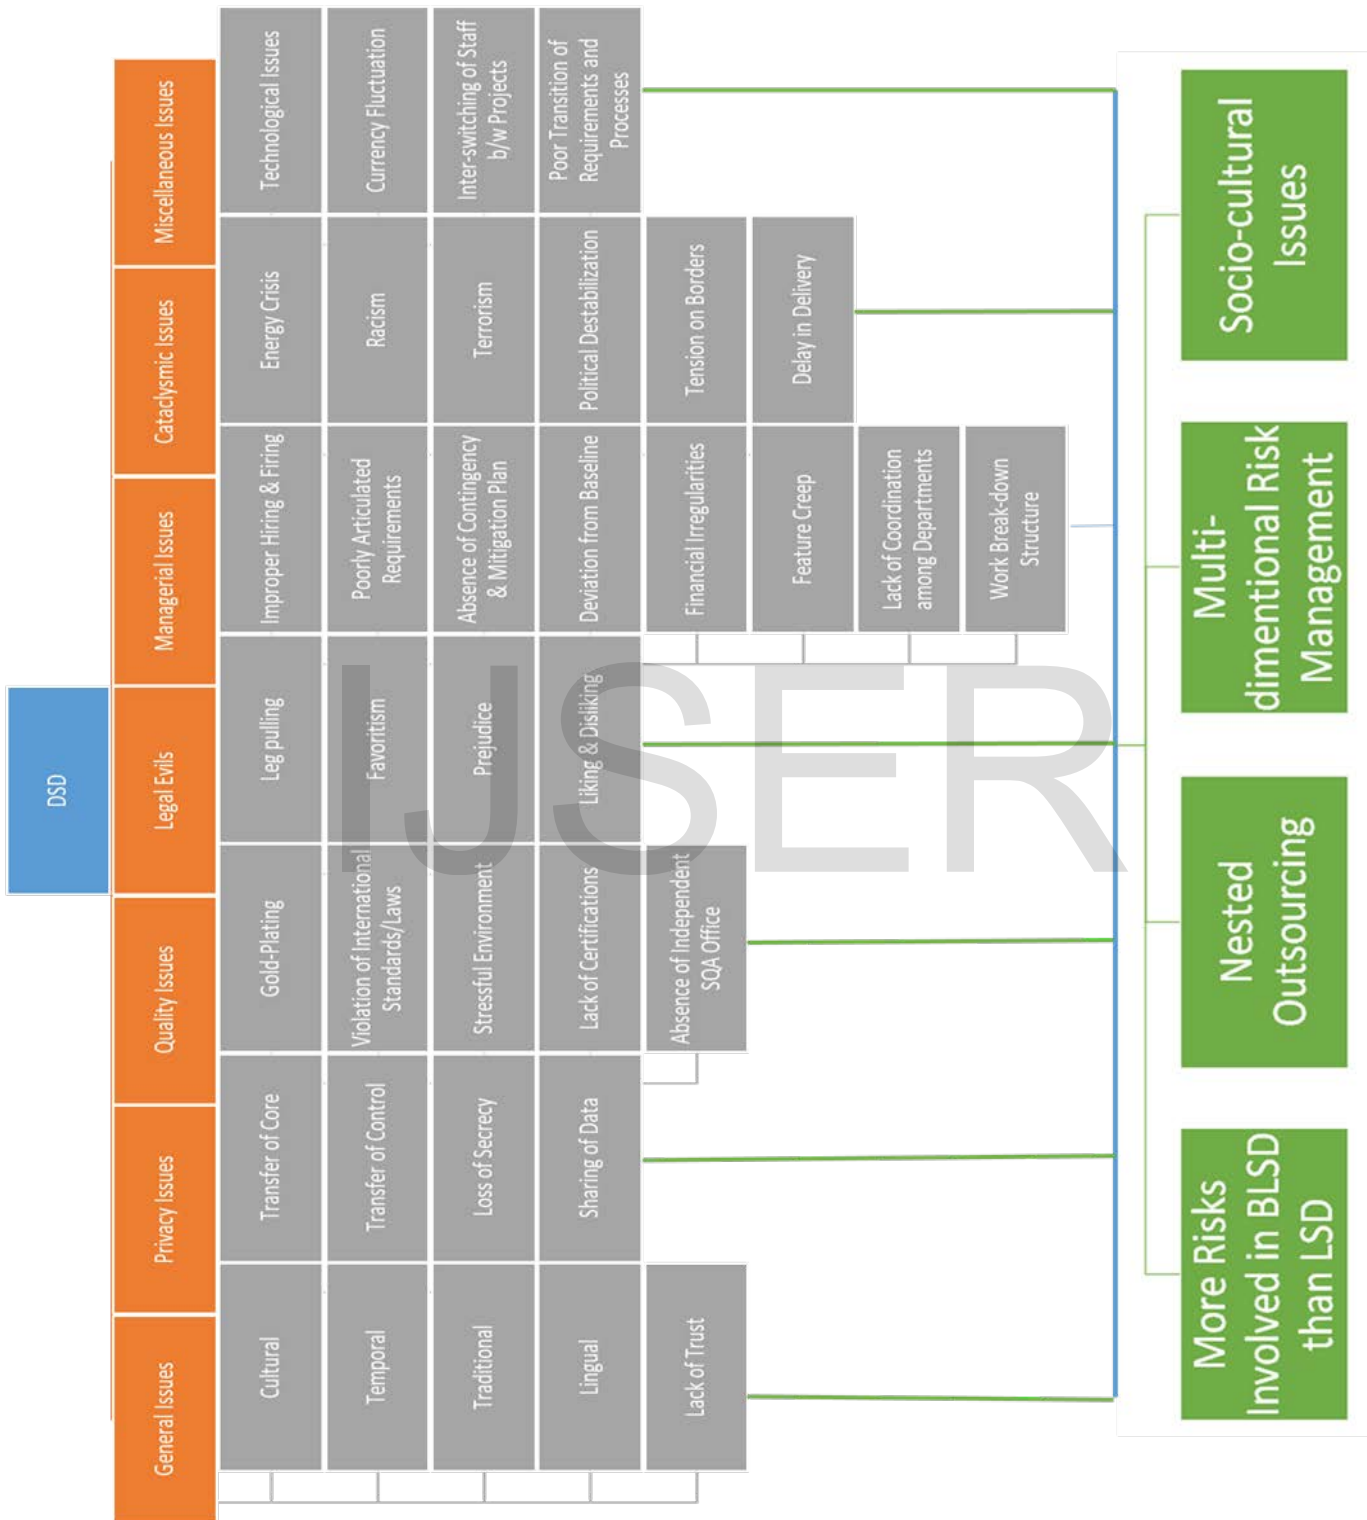 DSD
General Issues
Privacy Issues
Quality Issues
Legal Evils
Managerial Issues
Cataclysmic Issues
Miscellaneous Issues
Cultural
Transfer of Core
Gold-Plating
Leg pulling
Improper Hiring & Firing
Energy Crisis
Technological Issues
Temporal
Transfer of Control
Violation of International
Standards/Laws
Favoritism
Poorly Articulated
Requirements
Racism
Currency Fluctuation
Traditional
Loss of Secrecy
Stressful Environment
Prejudice
Absence of Contingency
& Mitigation Plan
Terrorism
Inter-switching of Staff
b/w Projects
Lingual
Sharing of Data
Lack of Certifications
Liking & Disliking
Deviation from Baseline
Political Destabilization
Poor Transition of
Requirements and
Processes
Lack of Trust
Absence of Independent
SQA Office
Financial Irregularities
Tension on Borders
Feature Creep
Delay in Delivery
Lack of Coordination
among Departments
Work Break-down
Structure
More Risks
Involved in BLSD
than LSD
Nested
Outsourcing
Multi-
dimentional Risk
Management
Socio-cultural
Issues
IJSER